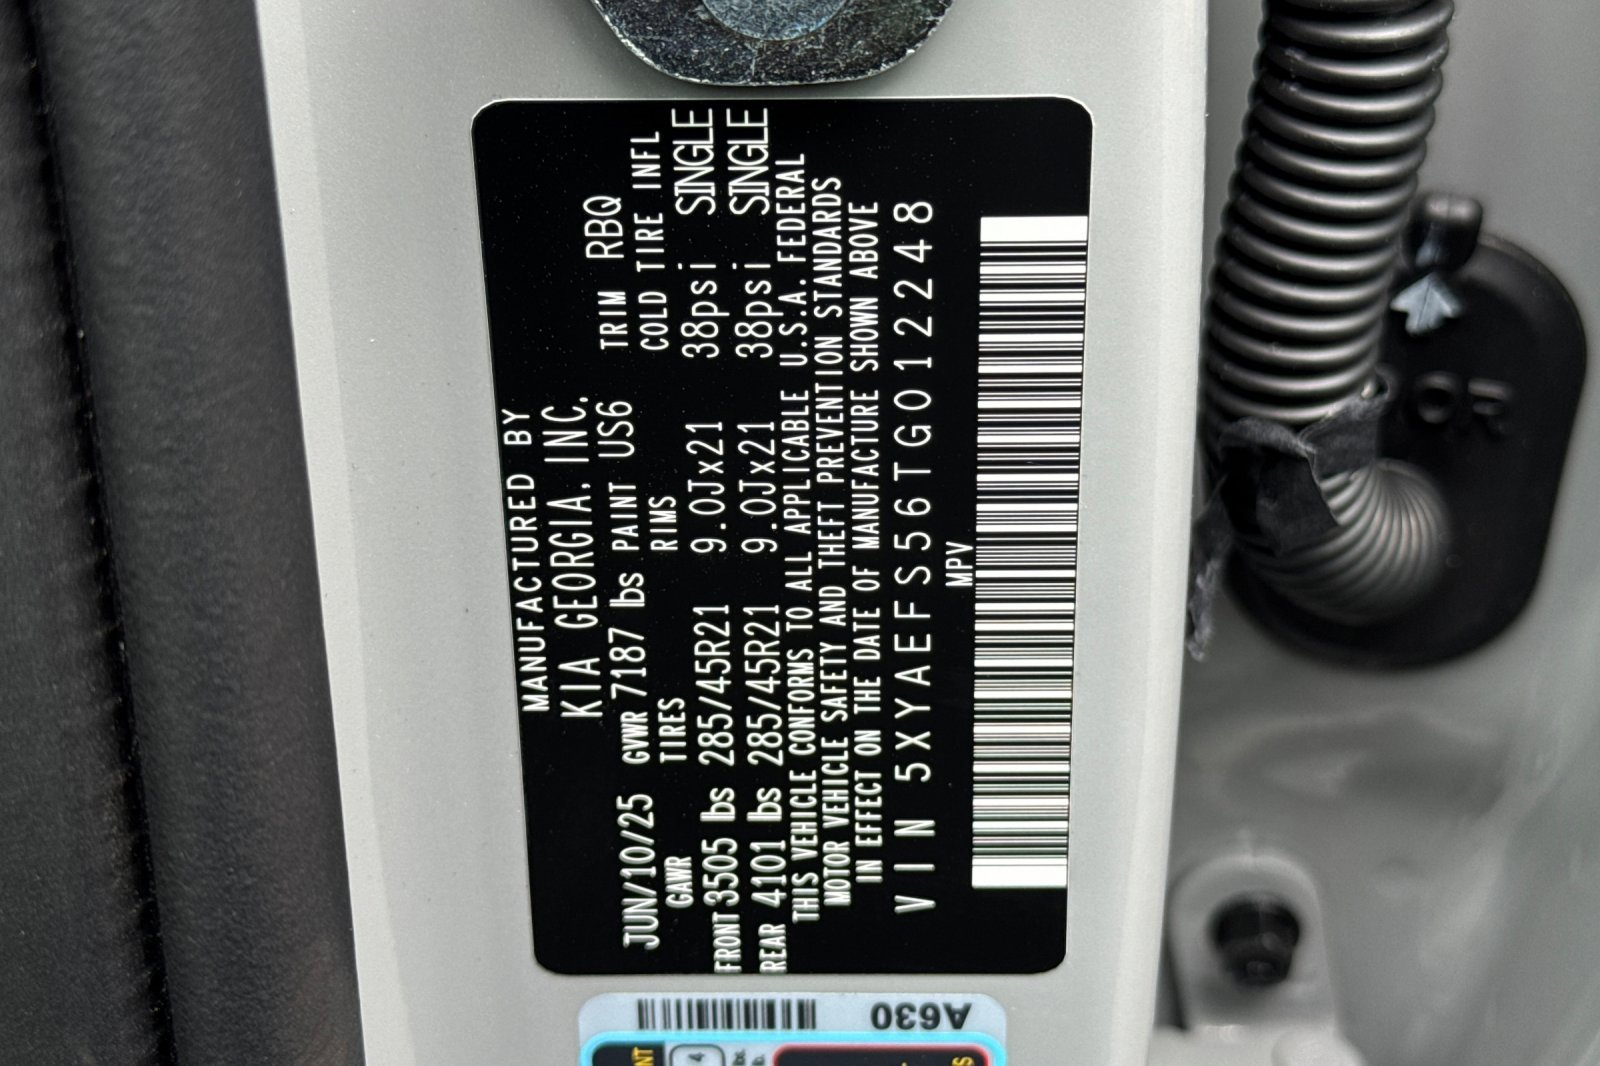 MANUFACTURED BY
KIA GEORGIA, INC.
JUN/10/25 GVWR 7187 lbs PAINT US6 TRIM RBQ
GAWR TIRES RIMS COLD TIRE INFL
FRONT 3505 lbs 285/45R21 9.0Jx21 38psi SINGLE
REAR 4101 lbs 285/45R21 9.0Jx21 38psi SINGLE
THIS VEHICLE CONFORMS TO ALL APPLICABLE U.S.A. FEDERAL
MOTOR VEHICLE SAFETY AND THEFT PREVENTION STANDARDS
IN EFFECT ON THE DATE OF MANUFACTURE SHOWN ABOVE
VIN 5XYAEFS56TG012248
MPV
A630
4